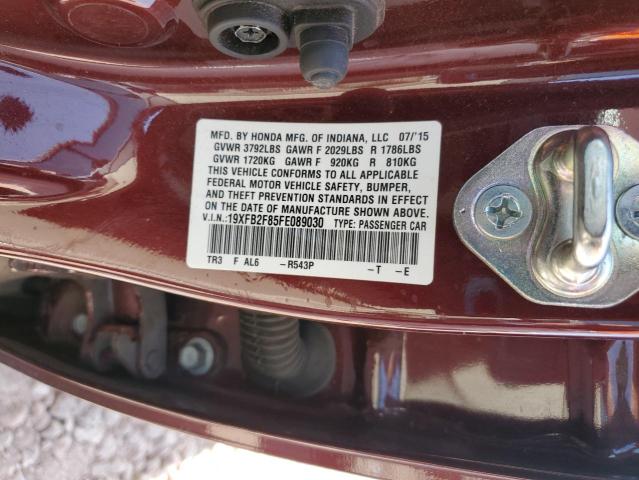 MFD. BY HONDA MFG. OF INDIANA, LLC 07/'15
GVWR 3792LBS GAWR F 2029LBS R 1786LBS
GVWR 1720KG GAWR F 920KG R 810KG
THIS VEHICLE CONFORMS TO ALL APPLICABLE
FEDERAL MOTOR VEHICLE SAFETY, BUMPER,
AND THEFT PREVENTION STANDARDS IN EFFECT
ON THE DATE OF MANUFACTURE SHOWN ABOVE.
V.I.N.:19XFB2F85FE089030 TYPE: PASSENGER CAR
TR3 F AL6 -R543P -T -E